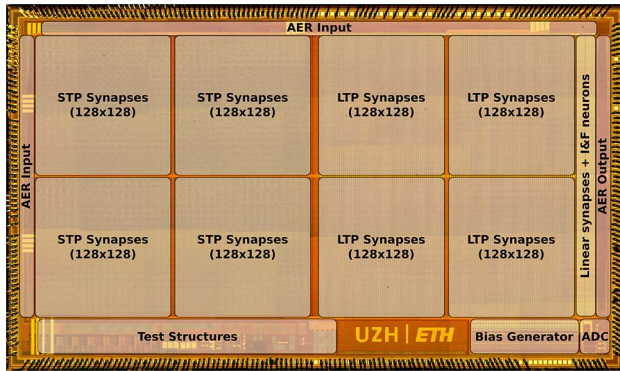 AER Input
STP Synapses
(128x128)
STP Synapses
(128x128)
LTP Synapses
(128x128)
LTP Synapses
(128x128)
AER Input
Linear synapses + I&F neurons
AER Output
STP Synapses
(128x128)
STP Synapses
(128x128)
LTP Synapses
(128x128)
LTP Synapses
(128x128)
Test Structures
UZH | ETH
Bias Generator
ADC